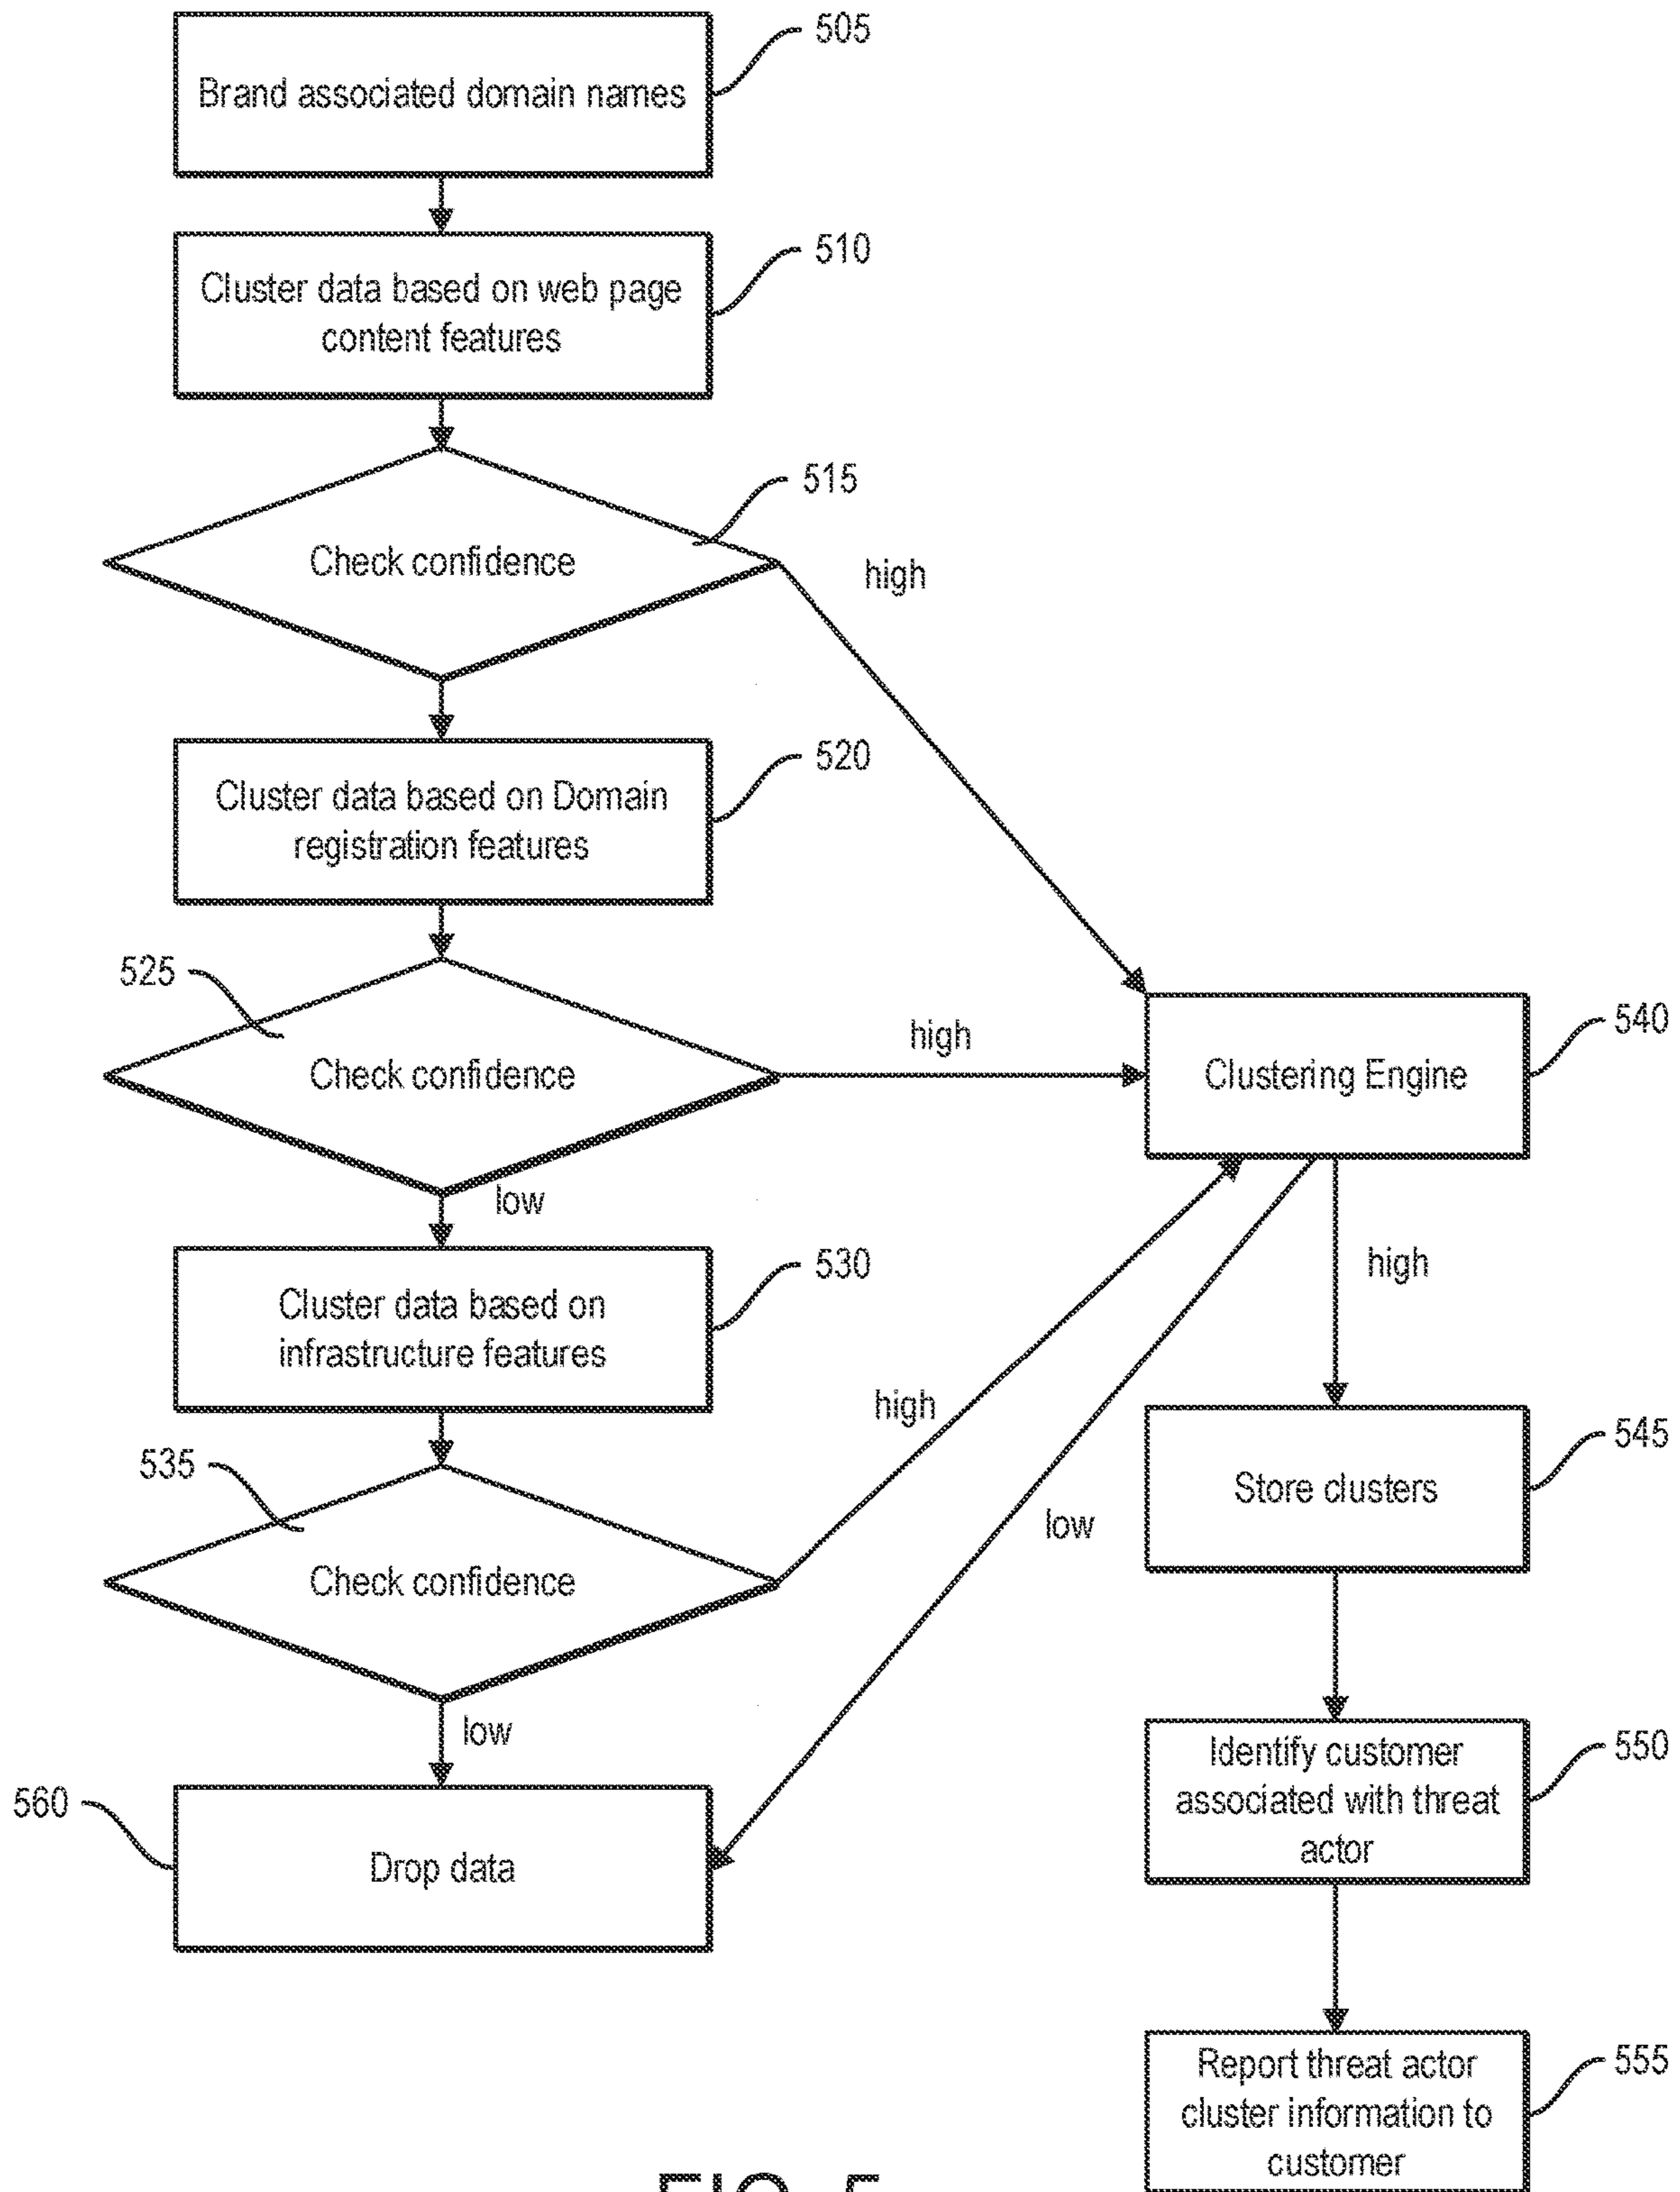 Brand associated domain names
505
Cluster data based on web page
content features
510
Check confidence
515
high
Cluster data based on Domain
registration features
520
525
Check confidence
high
low
Clustering Engine
540
Cluster data based on
infrastructure features
530
high
high
low
535
Check confidence
low
Store clusters
545
560
Drop data
Identify customer
associated with threat
actor
550
Report threat actor
cluster information to
customer
555
FIG. 5